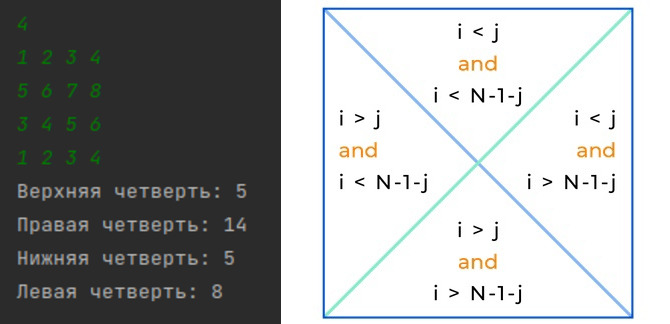 4
1 2 3 4
5 6 7 8
3 4 5 6
1 2 3 4
Верхняя четверть: 5
Правая четверть: 14
Нижняя четверть: 5
Левая четверть: 8
i < j
and
i < N-1-j
i > j
and
i < N-1-j
i < j
and
i > N-1-j
i > j
and
i > N-1-j